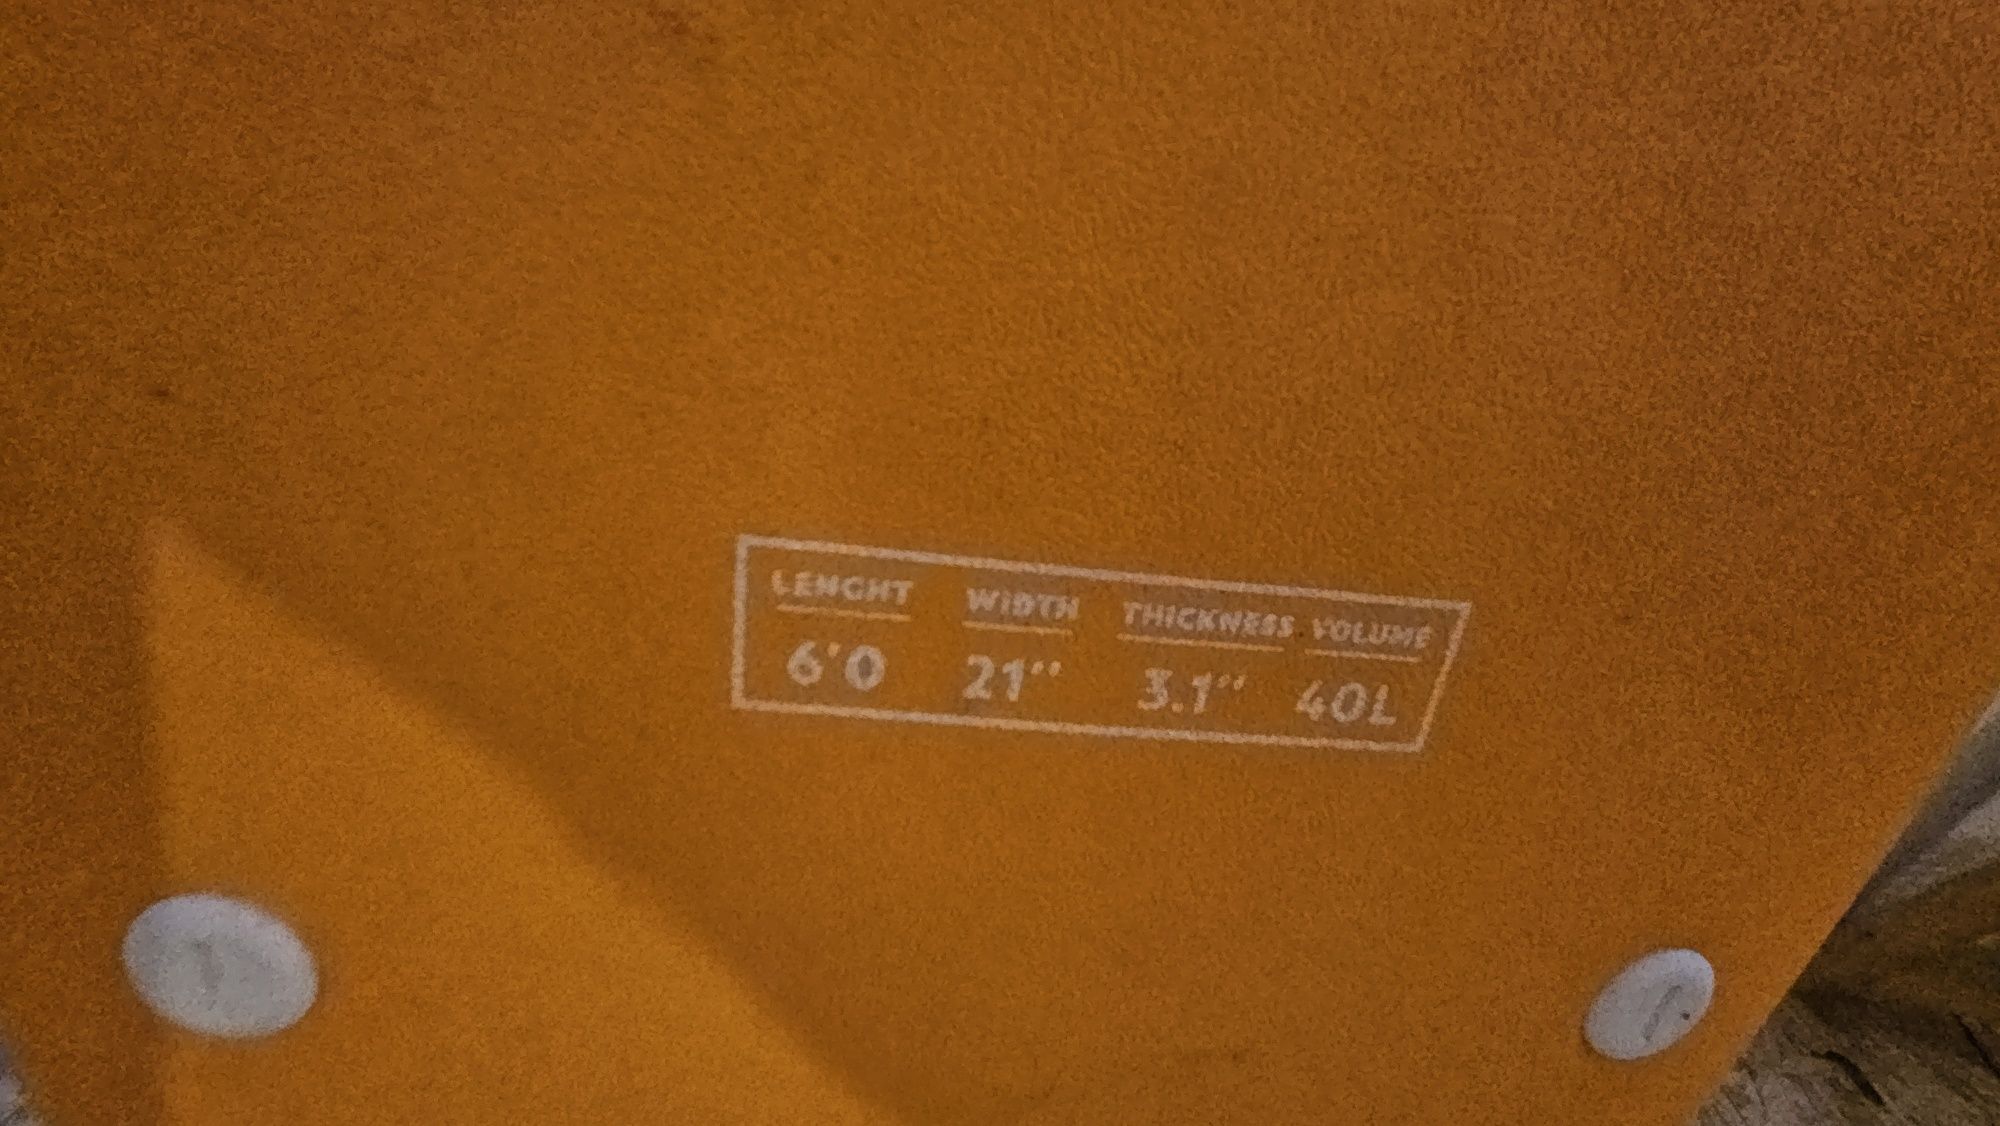 LENGHT WIDTH THICKNESS VOLUME
6'0 21'' 3.1'' 40L